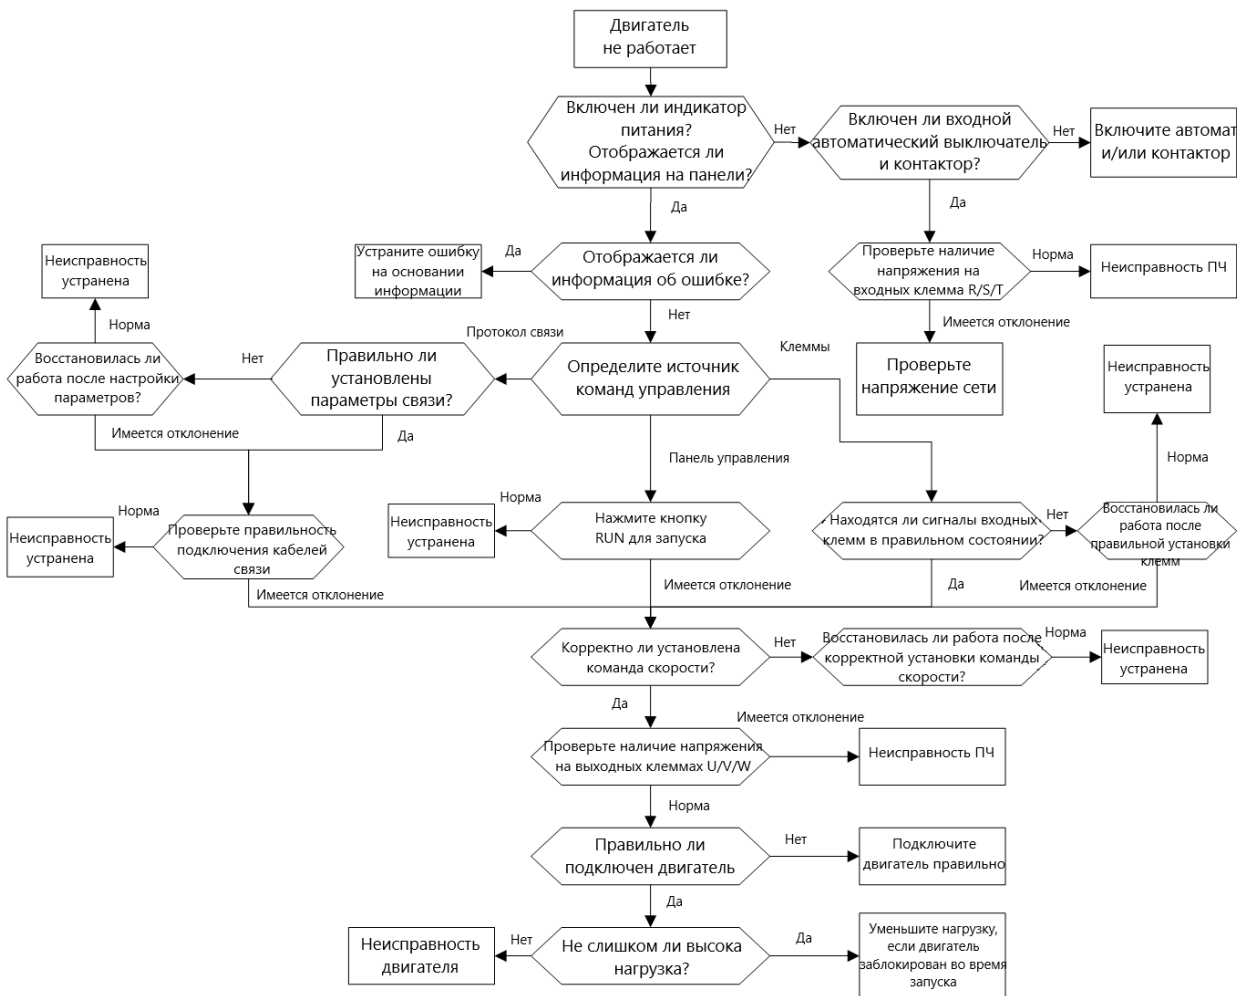 Двигатель
не работает
Включен ли индикатор
питания?
Отображается ли
информация на панели?
Нет
Включен ли входной
автоматический выключатель
и контактор?
Нет
Включите автомат
и/или контактор
Да
Да
Неисправность
устранена
Устраните ошибку
на основании
информации
Да
Отображается ли
информация об ошибке?
Проверьте наличие
напряжения на
входных клемма R/S/T
Норма
Неисправность ПЧ
Норма
Нет
Имеется отклонение
Протокол связи
Клеммы
Восстановилась ли
работа после настройки
параметров?
Нет
Правильно ли
установлены
параметры связи?
Определите источник
команд управления
Проверьте
напряжение сети
Неисправность
устранена
Имеется отклонение
Да
Панель управления
Норма
Неисправность
устранена
Норма
Проверьте правильность
подключения кабелей
связи
Неисправность
устранена
Норма
Нажмите кнопку
RUN для запуска
Находятся ли сигналы входных
клемм в правильном состоянии?
Нет
Восстановилась ли
работа после
правильной установки
клемм
Имеется отклонение
Имеется отклонение
Да
Имеется отклонение
Корректно ли установлена
команда скорости?
Нет
Восстановилась ли работа после
корректной установки команды
скорости?
Норма
Неисправность
устранена
Да
Имеется отклонение
Проверьте наличие напряжения
на выходных клеммах U/V/W
Неисправность ПЧ
Норма
Правильно ли
подключен двигатель
Нет
Подключите
двигатель правильно
Да
Неисправность
двигателя
Нет
Не слишком ли высока
нагрузка?
Да
Уменьшите нагрузку,
если двигатель
заблокирован во время
запуска